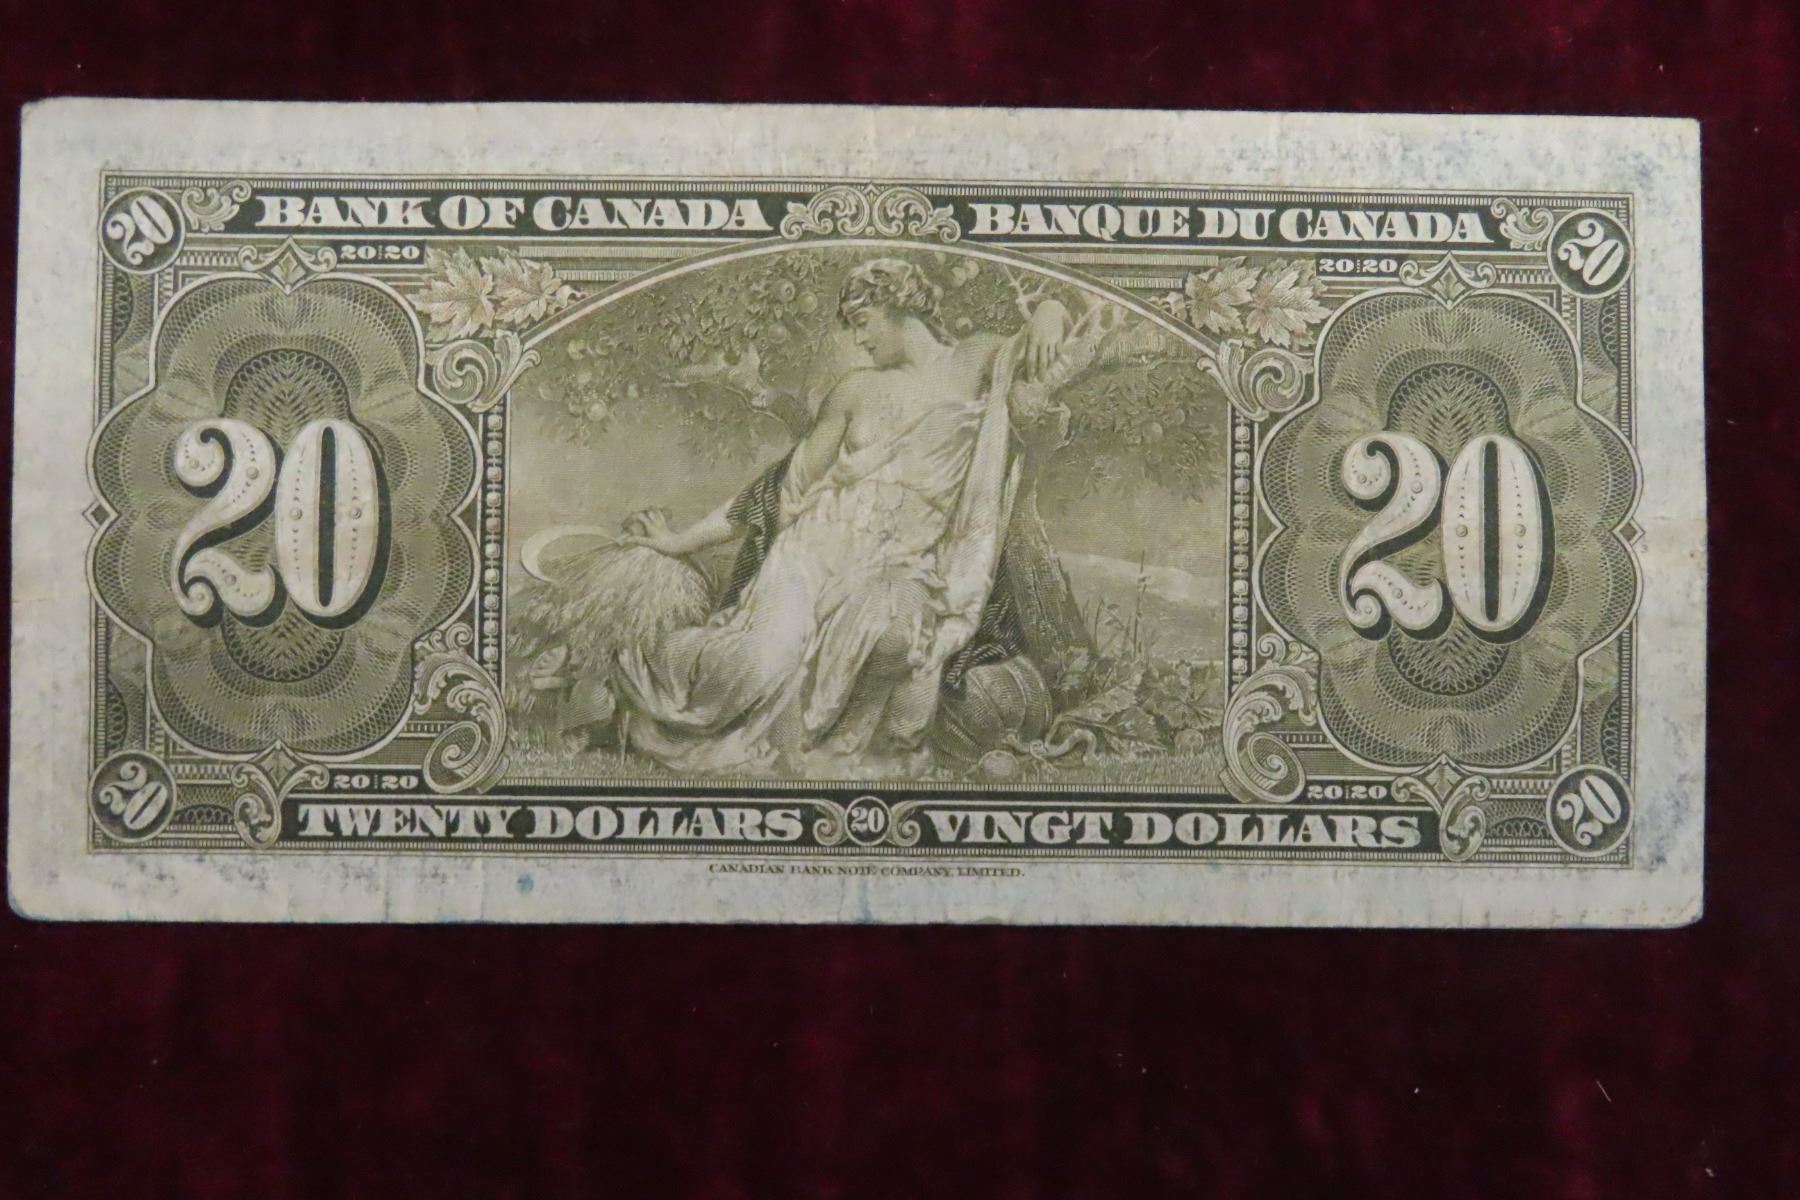 20 BANK OF CANADA BANQUE DU CANADA 20
20 20 20 20
20 20
20 20 20 20
20 TWENTY DOLLARS 20 VINGT DOLLARS 20
CANADIAN BANK NOTE COMPANY, LIMITED.